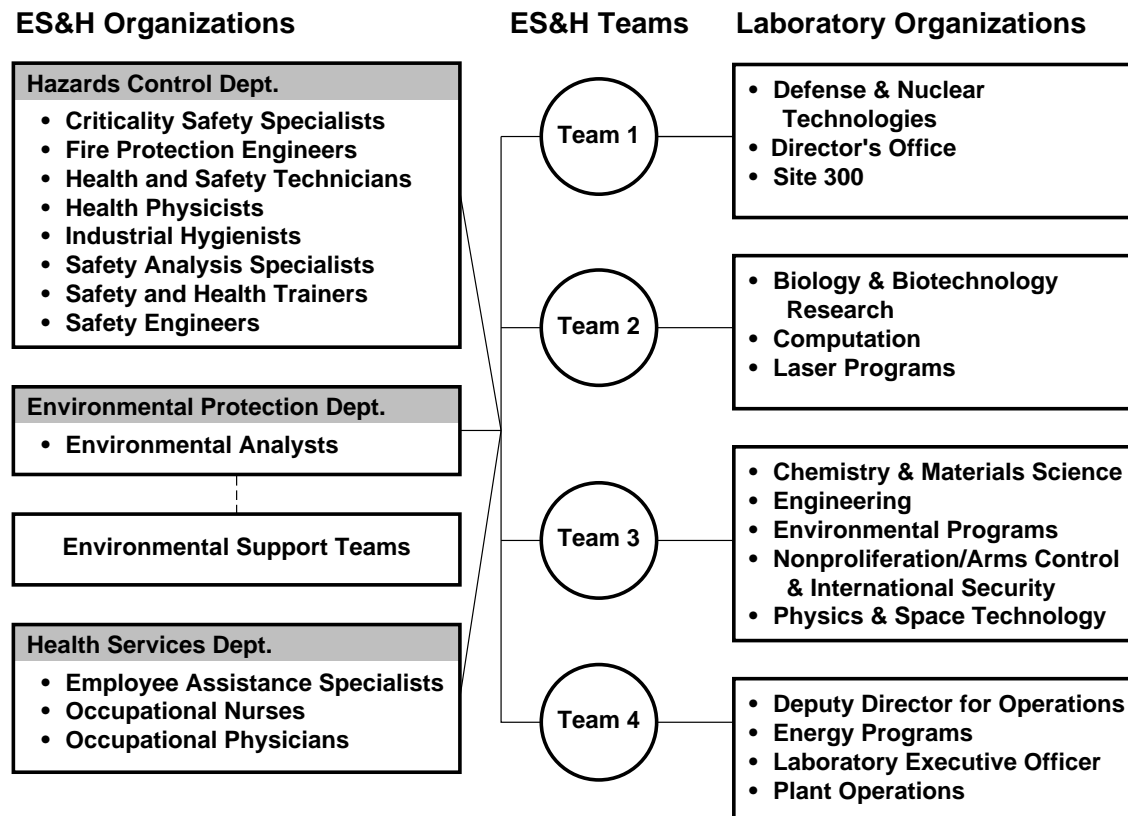 ES&H Organizations
ES&H Teams
Laboratory Organizations
Hazards Control Dept.
• Criticality Safety Specialists
• Fire Protection Engineers
• Health and Safety Technicians
• Health Physicists
• Industrial Hygienists
• Safety Analysis Specialists
• Safety and Health Trainers
• Safety Engineers
Environmental Protection Dept.
• Environmental Analysts
Environmental Support Teams
Health Services Dept.
• Employee Assistance Specialists
• Occupational Nurses
• Occupational Physicians
Team 1
Team 2
Team 3
Team 4
• Defense & Nuclear
Technologies
• Director's Office
• Site 300
• Biology & Biotechnology
Research
• Computation
• Laser Programs
• Chemistry & Materials Science
• Engineering
• Environmental Programs
• Nonproliferation/Arms Control
& International Security
• Physics & Space Technology
• Deputy Director for Operations
• Energy Programs
• Laboratory Executive Officer
• Plant Operations